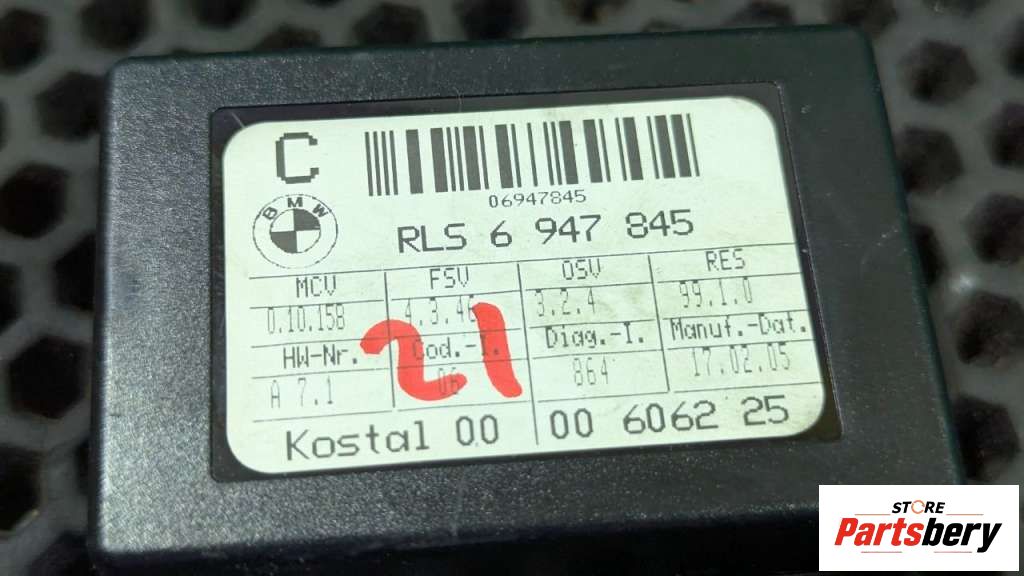 C
06947845
BMW
RLS 6 947 845
MCV FSV OSV RES
0.10.158 4.3.46 3.2.4 99.1.0
HW-Nr. Cod.-I. Diag.-I. Manuf.-Dat.
A 7.1 06 864 17.02.05
21
Kostal 00 00 6062 25
STORE
Partsbery